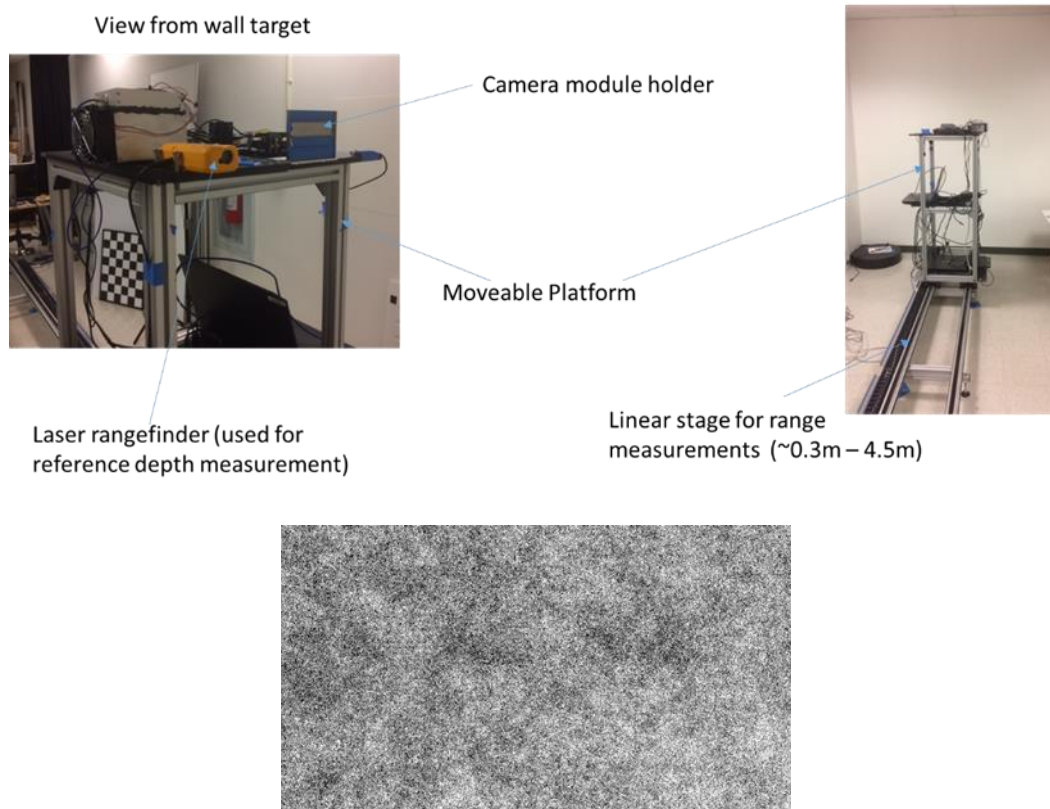 View from wall target
Camera module holder
Moveable Platform
Laser rangefinder (used for
reference depth measurement)
Linear stage for range
measurements (~0.3m – 4.5m)